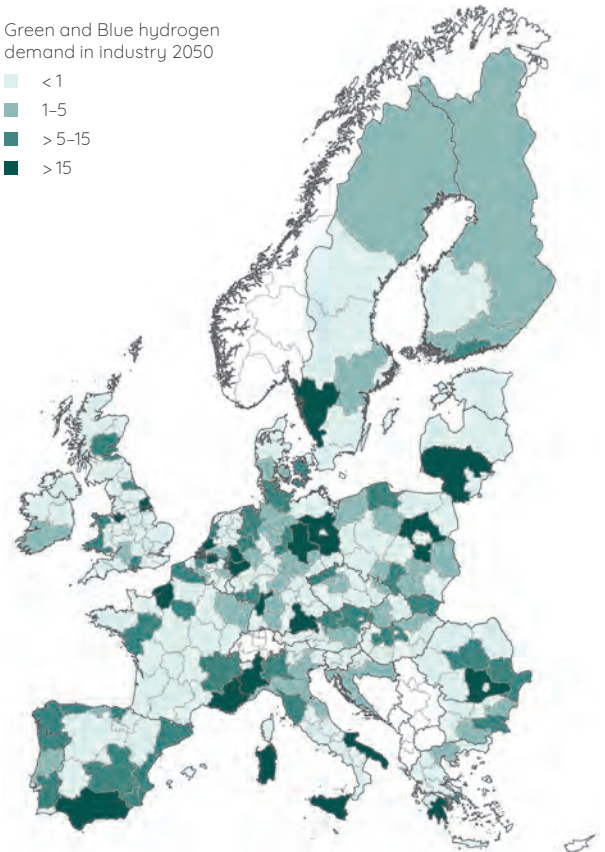 Green and Blue hydrogen
demand in industry 2050
< 1
1–5
> 5–15
> 15